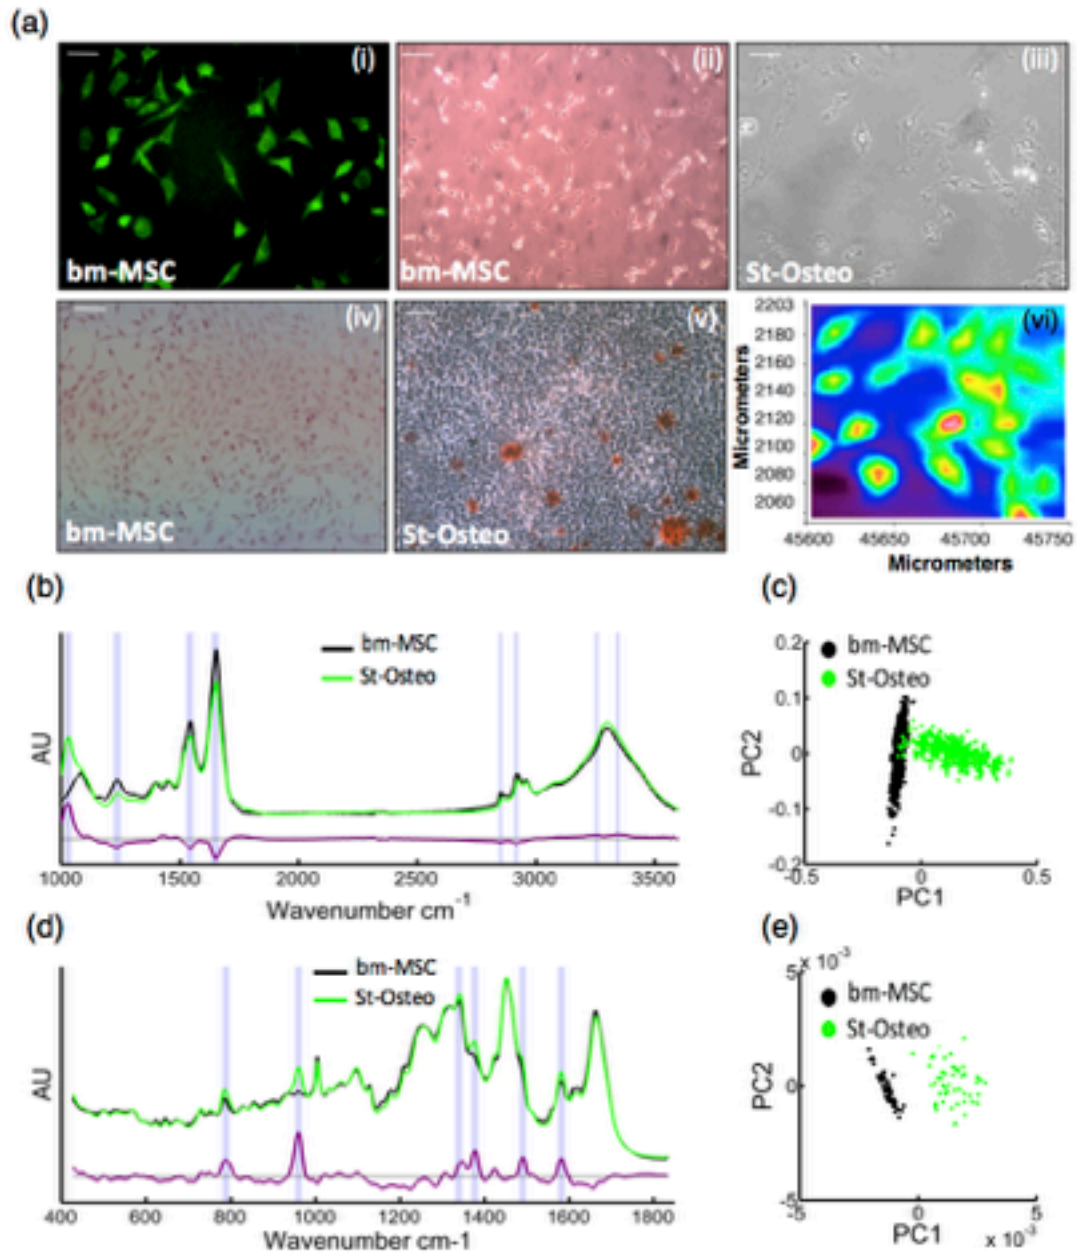 (a)
(i)
bm-MSC
(ii)
bm-MSC
(iii)
St-Osteo
(iv)
bm-MSC
(v)
St-Osteo
(vi)
Micrometers
2203
2180
2160
2140
2120
2100
2080
2060
45600
45650
45700
45750
Micrometers
(b)
bm-MSC
St-Osteo
AU
1000
1500
2000
2500
3000
3500
Wavenumber cm-1
(c)
bm-MSC
St-Osteo
PC2
0.2
0.1
0
-0.1
-0.2
-0.5
0
0.5
PC1
(d)
bm-MSC
St-Osteo
AU
400
600
800
1000
1200
1400
1600
1800
Wavenumber cm-1
(e)
x 10-3
bm-MSC
St-Osteo
PC2
5
0
-5
-5
0
5
PC1
x 10-3